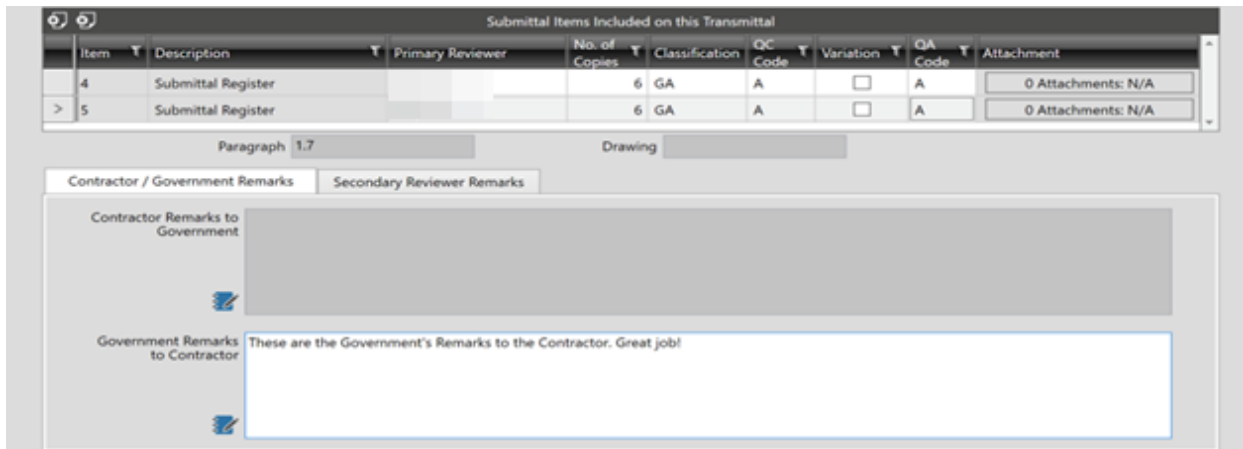 Submittal Items Included on this Transmittal
Item Description Primary Reviewer No. of Copies Classification QC Code Variation QA Code Attachment
4 Submittal Register 6 GA A A 0 Attachments: N/A
> 5 Submittal Register 6 GA A A 0 Attachments: N/A
Paragraph 1.7 Drawing
Contractor / Government Remarks Secondary Reviewer Remarks
Contractor Remarks to
Government
Government Remarks These are the Government's Remarks to the Contractor. Great job!
to Contractor